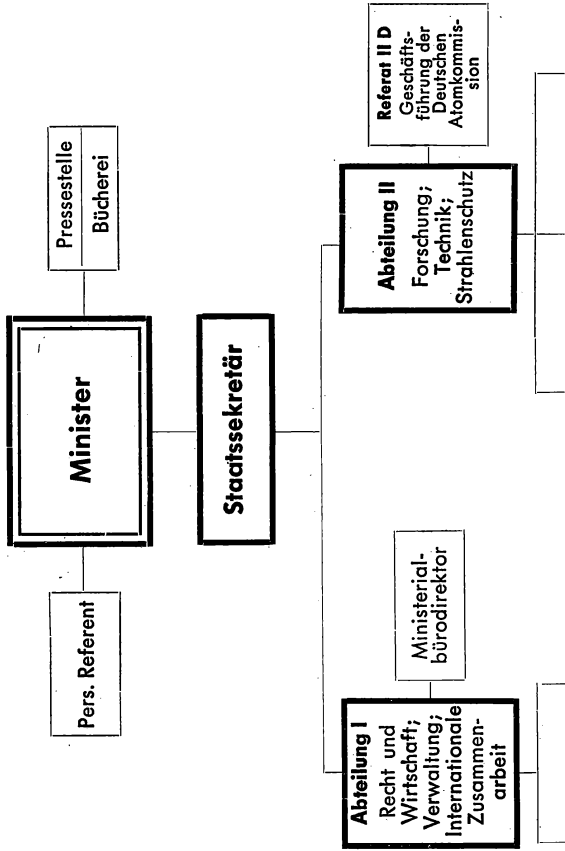 Pers. Referent
Minister
Pressestelle
Bücherei
Staatssekretär
Abteilung I
Recht und
Wirtschaft;
Verwaltung;
Internationale
Zusammen-
arbeit
Ministerial-
bürodirektor
Abteilung II
Forschung;
Technik;
Strahlenschutz
Referat II D
Geschäfts-
führung der
Deutschen
Atomkommis-
sion